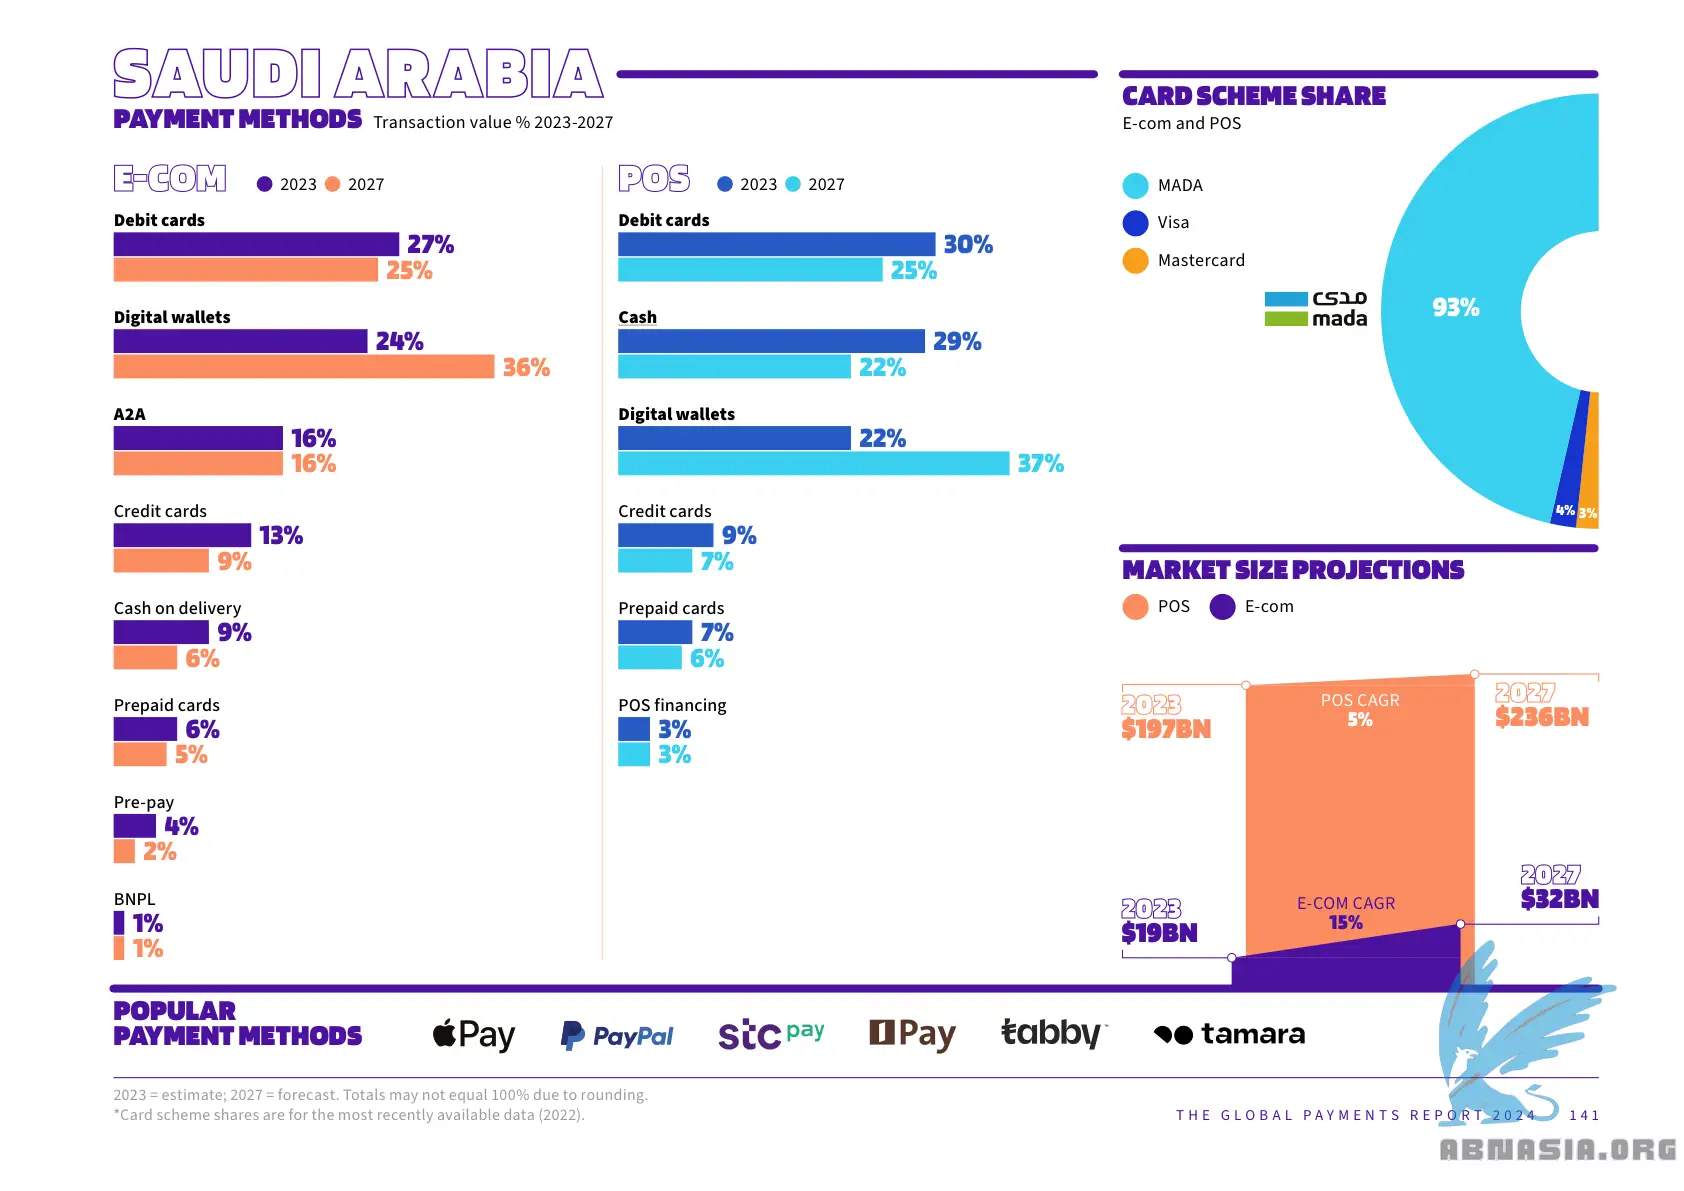 SAUDI ARABIA
PAYMENT METHODS Transaction value % 2023-2027
E-COM 2023 2027
Debit cards
27%
25%
Digital wallets
24%
36%
A2A
16%
16%
Credit cards
13%
9%
Cash on delivery
9%
6%
Prepaid cards
6%
5%
Pre-pay
4%
2%
BNPL
1%
1%
POS 2023 2027
Debit cards
30%
25%
Cash
29%
22%
Digital wallets
22%
37%
Credit cards
9%
7%
Prepaid cards
7%
6%
POS financing
3%
3%
CARD SCHEME SHARE
E-com and POS
MADA
Visa
Mastercard
مدى
mada
93%
4% 3%
MARKET SIZE PROJECTIONS
POS E-com
2023
$197BN
POS CAGR
5%
2027
$236BN
2023
$19BN
E-COM CAGR
15%
2027
$32BN
POPULAR
PAYMENT METHODS
Pay
PayPal
stc pay
Pay
tabby
tamara
2023 = estimate; 2027 = forecast. Totals may not equal 100% due to rounding.
*Card scheme shares are for the most recently available data (2022).
THE GLOBAL PAYMENTS REPORT 2024 141
ABNASIA.ORG